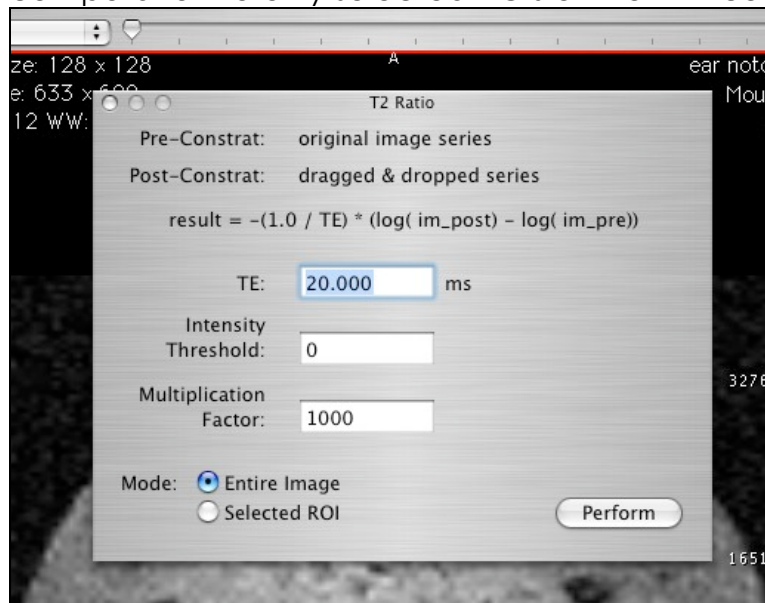 A
ze: 128 x 128
ear notc
e: 633 x
T2 Ratio
Mou
12 WW:
Pre-Constrat: original image series
Post-Constrat: dragged & dropped series
result = -(1.0 / TE) * (log( im_post) - log( im_pre))
TE: 20.000 ms
Intensity
Threshold: 0
3276
Multiplication
Factor: 1000
Mode: Entire Image
Selected ROI
Perform
1651